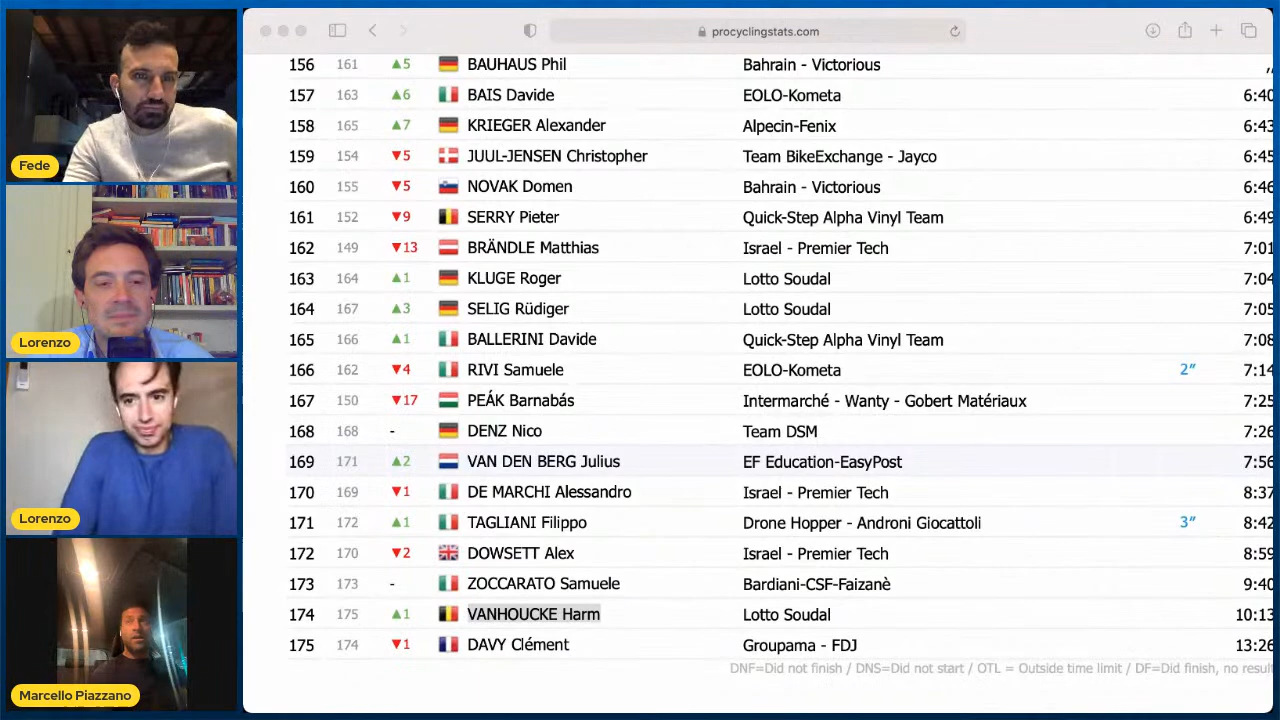 Fede
Lorenzo
Lorenzo
Marcello Piazzano
procyclingstats.com
156 161 ▲5 BAUHAUS Phil Bahrain - Victorious ,,
157 163 ▲6 BAIS Davide EOLO-Kometa 6:40
158 165 ▲7 KRIEGER Alexander Alpecin-Fenix 6:43
159 154 ▼5 JUUL-JENSEN Christopher Team BikeExchange - Jayco 6:45
160 155 ▼5 NOVAK Domen Bahrain - Victorious 6:46
161 152 ▼9 SERRY Pieter Quick-Step Alpha Vinyl Team 6:49
162 149 ▼13 BRÄNDLE Matthias Israel - Premier Tech 7:01
163 164 ▲1 KLUGE Roger Lotto Soudal 7:04
164 167 ▲3 SELIG Rüdiger Lotto Soudal 7:05
165 166 ▲1 BALLERINI Davide Quick-Step Alpha Vinyl Team 7:08
166 162 ▼4 RIVI Samuele EOLO-Kometa 2″ 7:14
167 150 ▼17 PEÁK Barnabás Intermarché - Wanty - Gobert Matériaux 7:25
168 168 - DENZ Nico Team DSM 7:26
169 171 ▲2 VAN DEN BERG Julius EF Education-EasyPost 7:56
170 169 ▼1 DE MARCHI Alessandro Israel - Premier Tech 8:37
171 172 ▲1 TAGLIANI Filippo Drone Hopper - Androni Giocattoli 3″ 8:42
172 170 ▼2 DOWSETT Alex Israel - Premier Tech 8:59
173 173 - ZOCCARATO Samuele Bardiani-CSF-Faizanè 9:40
174 175 ▲1 VANHOUCKE Harm Lotto Soudal 10:13
175 174 ▼1 DAVY Clément Groupama - FDJ 13:26
DNF=Did not finish / DNS=Did not start / OTL = Outside time limit / DF=Did finish, no result